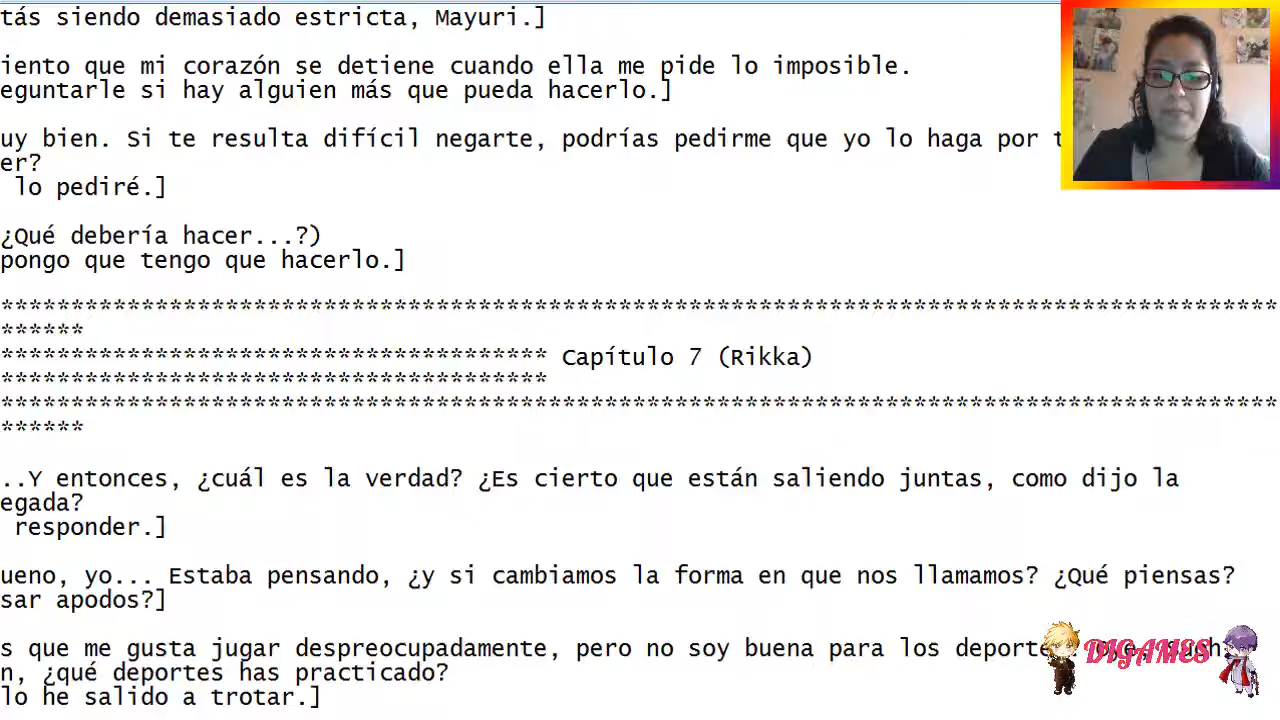 tás siendo demasiado estricta, Mayuri.]
iento que mi corazón se detiene cuando ella me pide lo imposible.
eguntarle si hay alguien más que pueda hacerlo.]
uy bien. Si te resulta difícil negarte, podrías pedirme que yo lo haga por t
er?
lo pediré.]
¿Qué debería hacer...?)
pongo que tengo que hacerlo.]
*******************************************************************************************
******
*************************************** Capítulo 7 (Rikka)
***************************************
*******************************************************************************************
******
..Y entonces, ¿cuál es la verdad? ¿Es cierto que están saliendo juntas, como dijo la
egada?
responder.]
ueno, yo... Estaba pensando, ¿y si cambiamos la forma en que nos llamamos? ¿Qué piensas?
sar apodos?]
s que me gusta jugar despreocupadamente, pero no soy buena para los deporte
n, ¿qué deportes has practicado?
lo he salido a trotar.]
DIGAMES